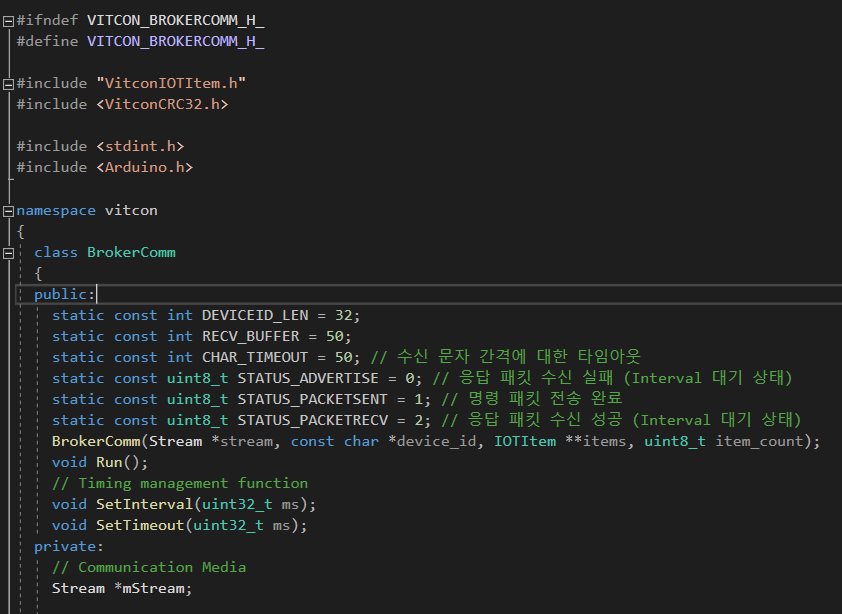 #ifndef VITCON_BROKERCOMM_H_
#define VITCON_BROKERCOMM_H_
#include "VitconIOTItem.h"
#include <VitconCRC32.h>
#include <stdint.h>
#include <Arduino.h>
namespace vitcon
{
class BrokerComm
{
public:
static const int DEVICEID_LEN = 32;
static const int RECV_BUFFER = 50;
static const int CHAR_TIMEOUT = 50; // 수신 문자 간격에 대한 타임아웃
static const uint8_t STATUS_ADVERTISE = 0; // 응답 패킷 수신 실패 (Interval 대기 상태)
static const uint8_t STATUS_PACKETSENT = 1; // 명령 패킷 전송 완료
static const uint8_t STATUS_PACKETRECV = 2; // 응답 패킷 수신 성공 (Interval 대기 상태)
BrokerComm(Stream *stream, const char *device_id, IOTItem **items, uint8_t item_count);
void Run();
// Timing management function
void SetInterval(uint32_t ms);
void SetTimeout(uint32_t ms);
private:
// Communication Media
Stream *mStream;